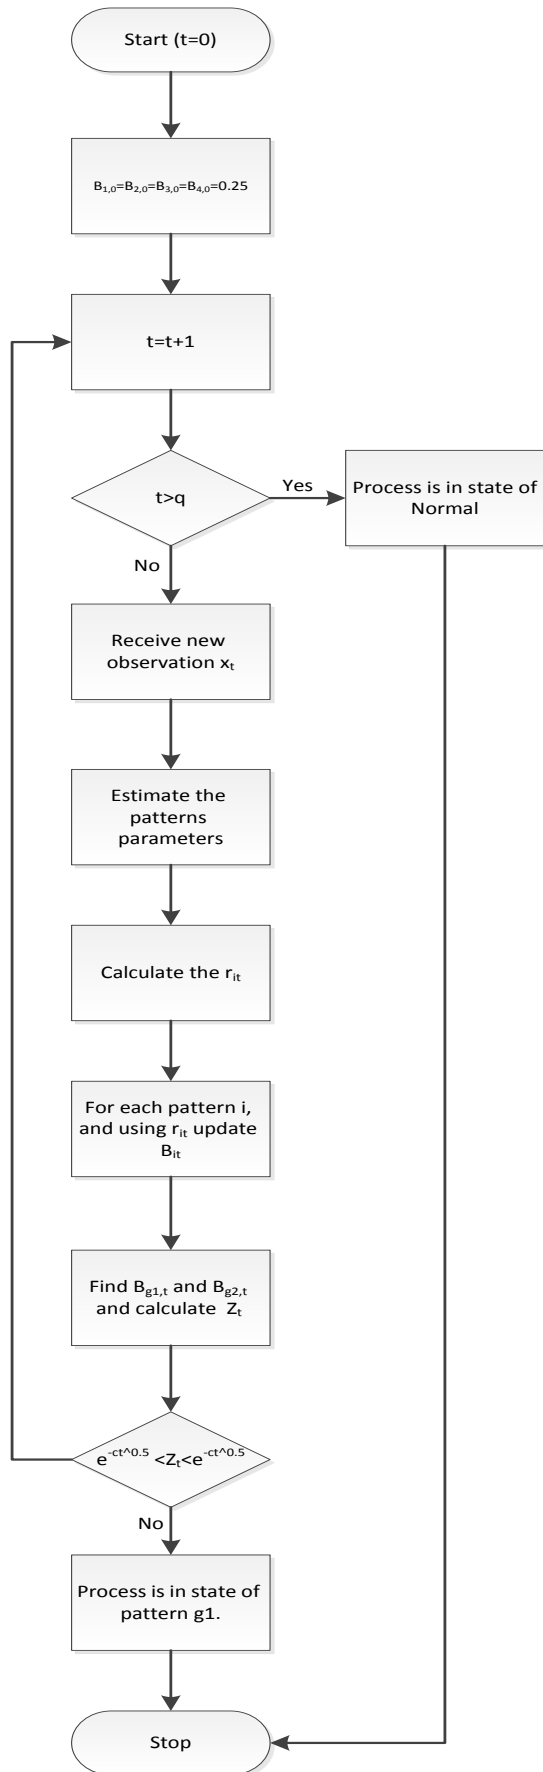 Start (t=0)
B1,0=B2,0=B3,0=B4,0=0.25
t=t+1
t>q
Yes
Process is in state of
Normal
No
Receive new
observation xt
Estimate the
patterns
parameters
Calculate the rit
For each pattern i,
and using rit update
Bit
Find Bg1,t and Bg2,t
and calculate Zt
e^-ct^0.5 <Zt<e^-ct^0.5
No
Process is in state of
pattern g1.
Stop